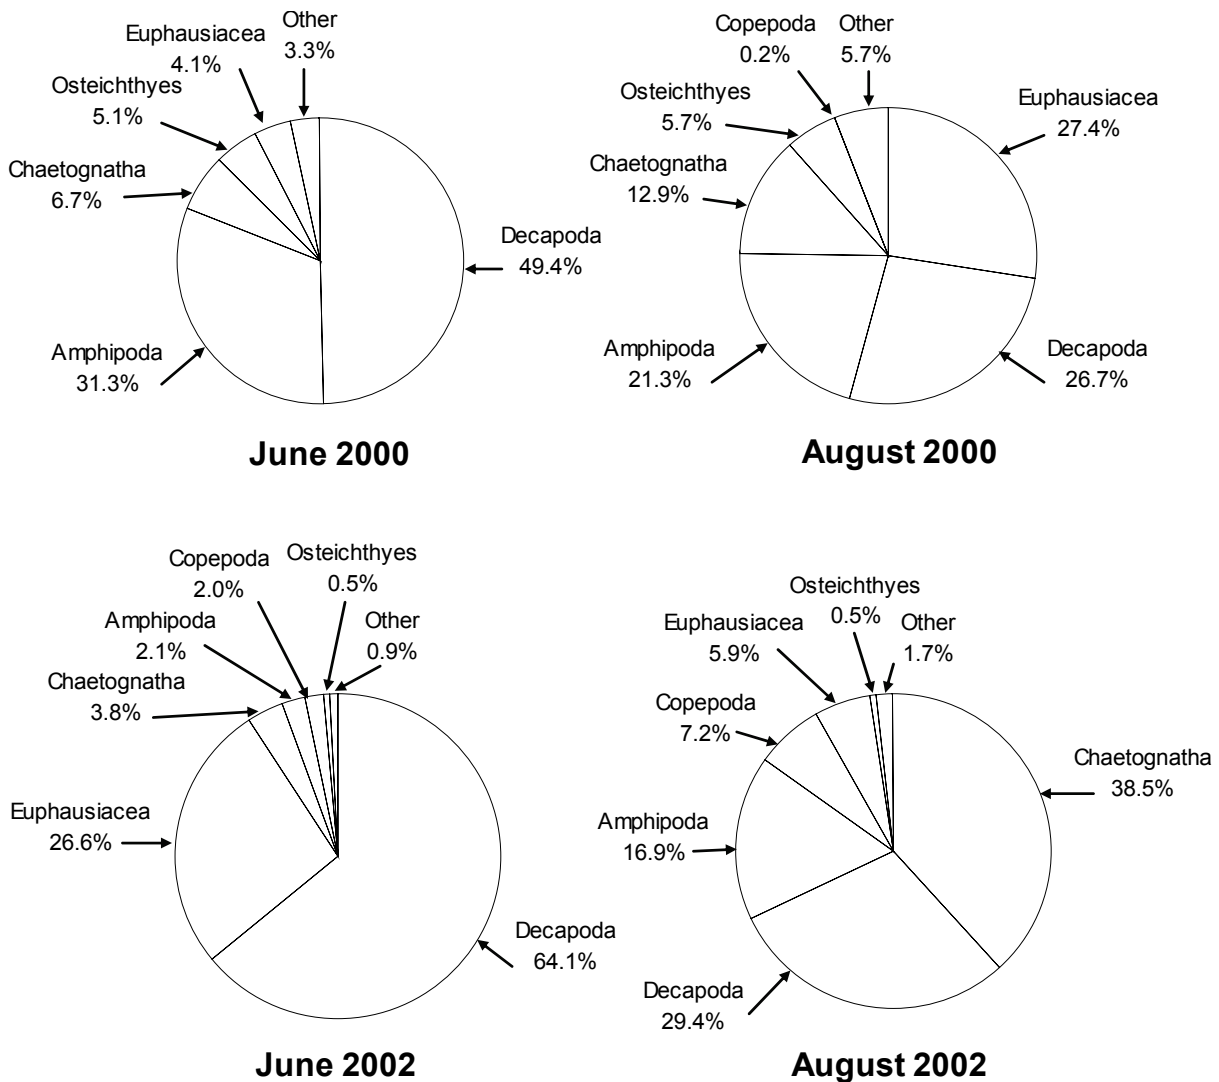 Other
3.3%
Euphausiacea
4.1%
Osteichthyes
5.1%
Chaetognatha
6.7%
Decapoda
49.4%
Amphipoda
31.3%
June 2000
Copepoda
0.2%
Other
5.7%
Osteichthyes
5.7%
Euphausiacea
27.4%
Chaetognatha
12.9%
Amphipoda
21.3%
Decapoda
26.7%
August 2000
Osteichthyes
0.5%
Copepoda
2.0%
Amphipoda
2.1%
Other
0.9%
Chaetognatha
3.8%
Euphausiacea
26.6%
Decapoda
64.1%
June 2002
Osteichthyes
0.5%
Euphausiacea
5.9%
Other
1.7%
Copepoda
7.2%
Chaetognatha
38.5%
Amphipoda
16.9%
Decapoda
29.4%
August 2002